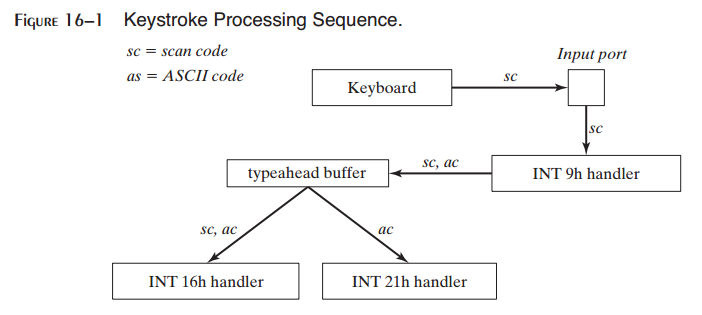 FIGURE 16–1 Keystroke Processing Sequence.
sc = scan code
as = ASCII code
Input port
Keyboard
sc
sc
typeahead buffer
sc, ac
INT 9h handler
sc, ac
ac
INT 16h handler
INT 21h handler